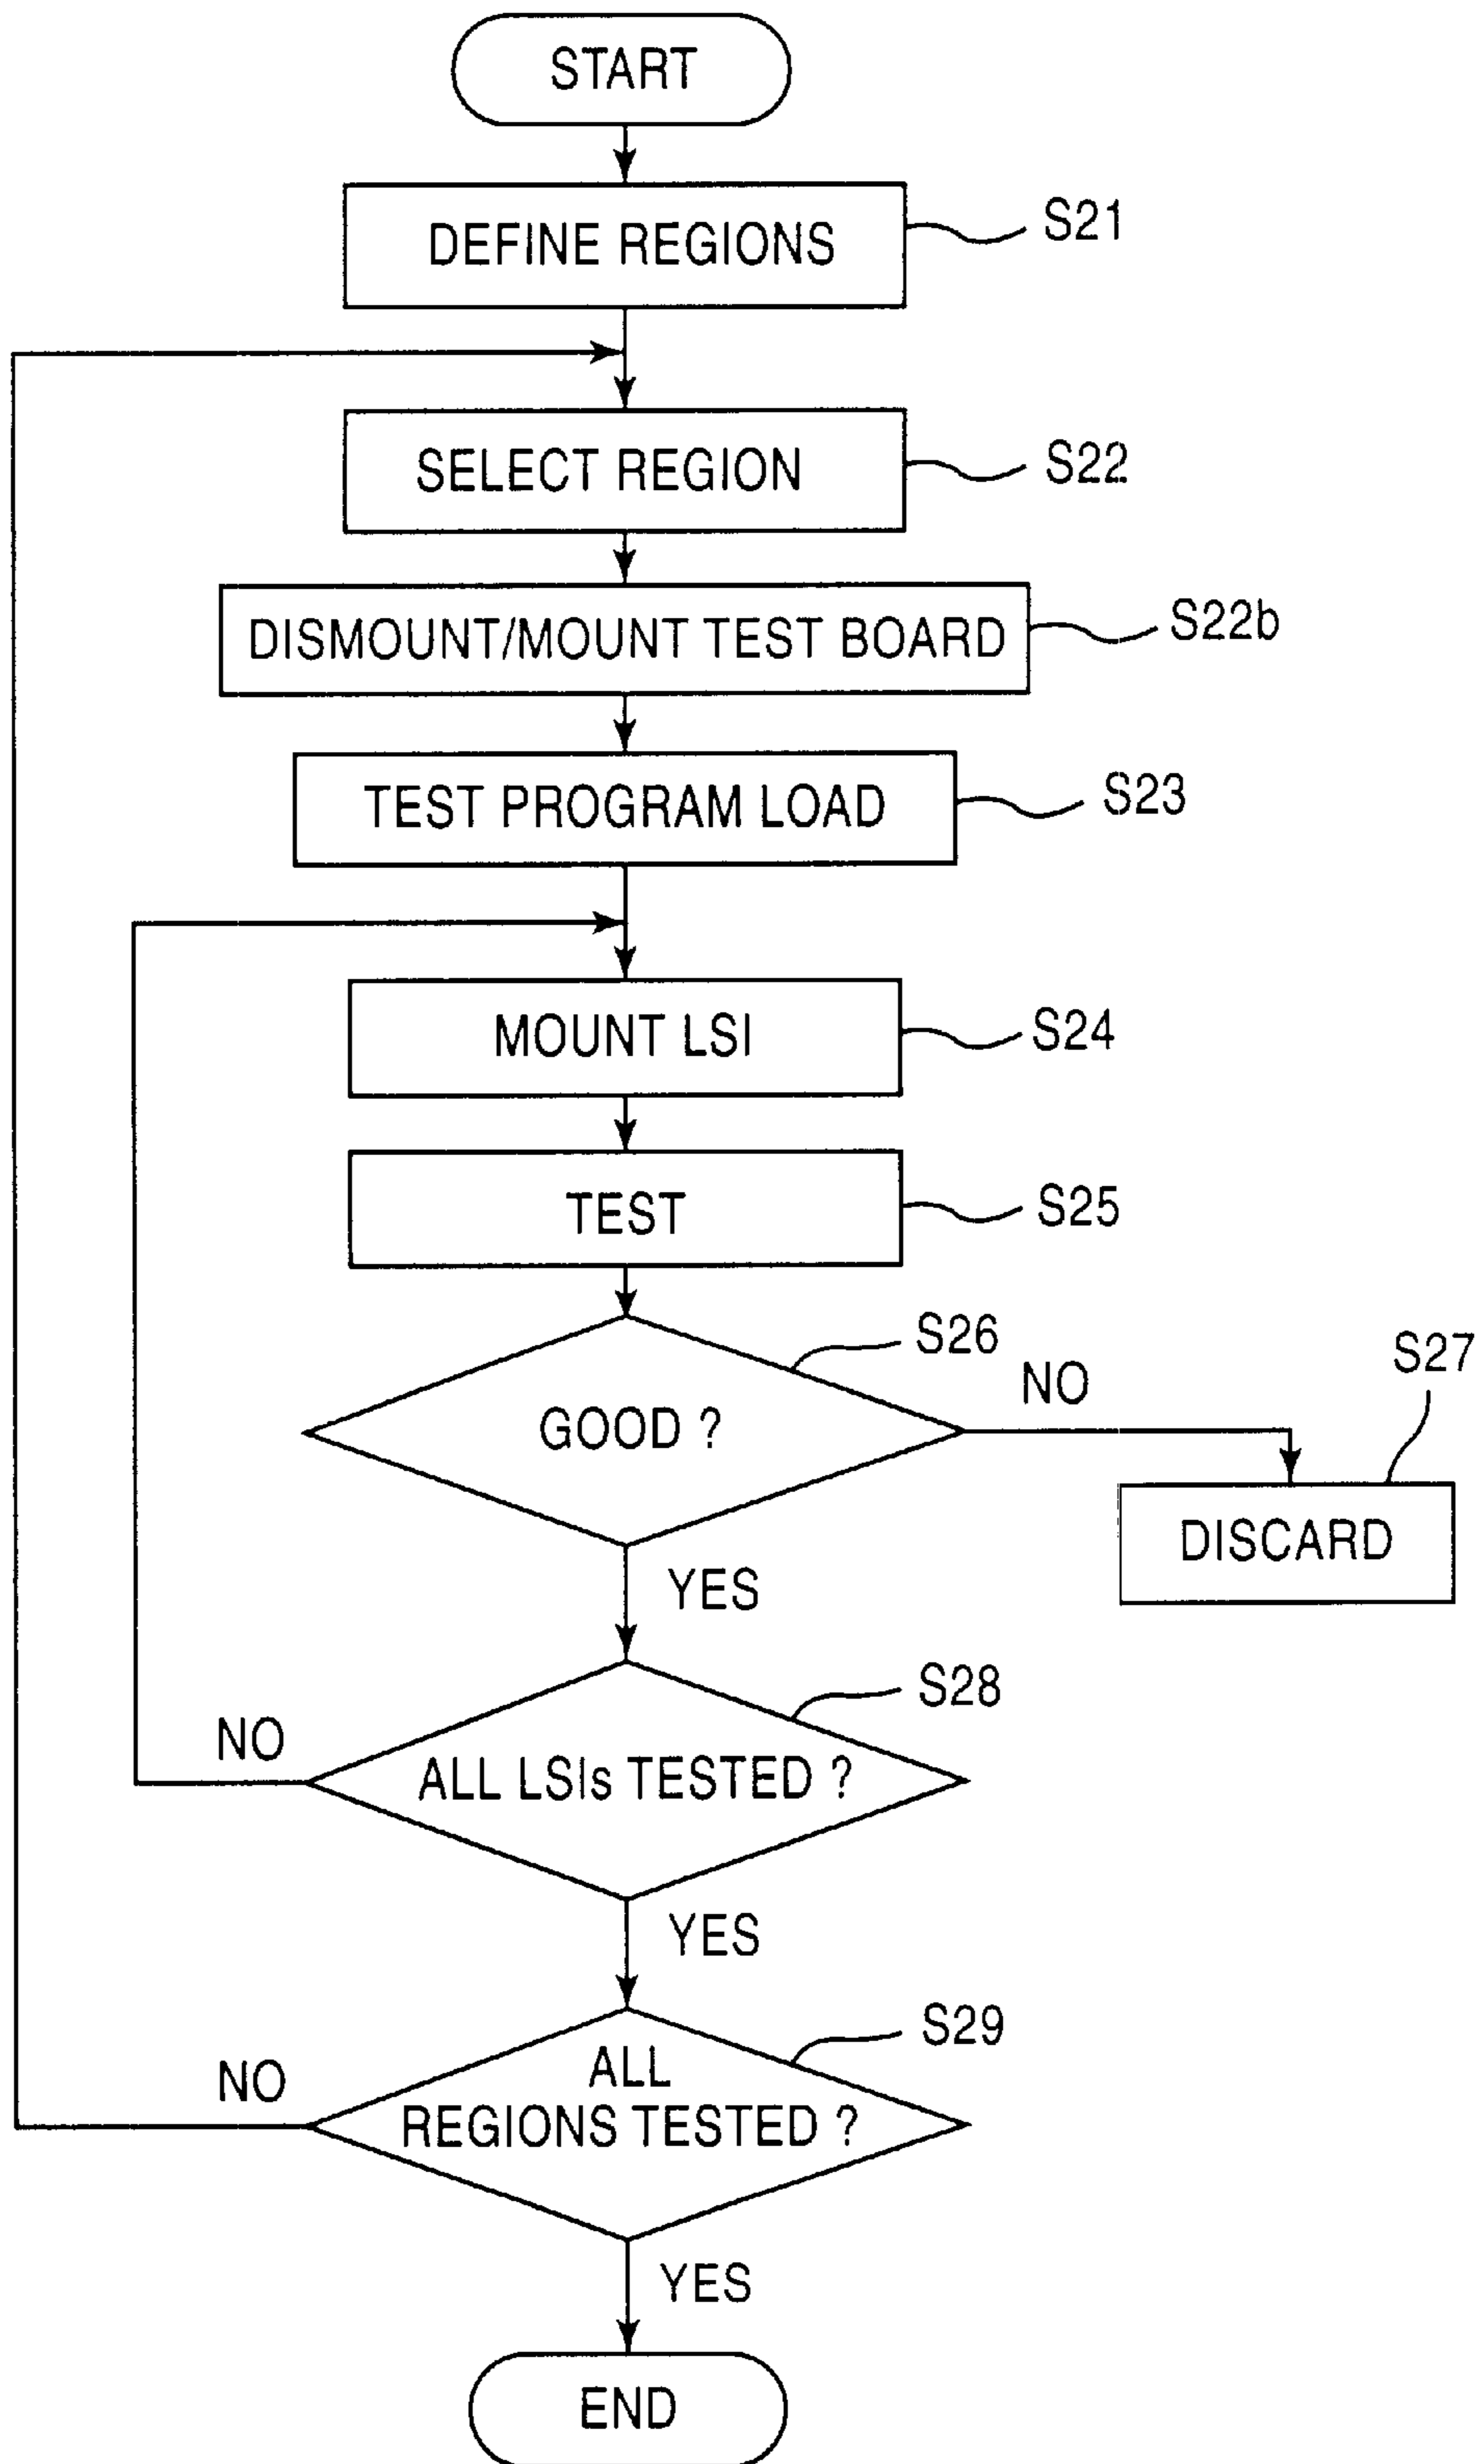 START
DEFINE REGIONS
S21
SELECT REGION
S22
DISMOUNT/MOUNT TEST BOARD
S22b
TEST PROGRAM LOAD
S23
MOUNT LSI
S24
TEST
S25
S26
GOOD ?
NO
S27
DISCARD
YES
S28
NO
ALL LSIs TESTED ?
YES
S29
NO
ALL
REGIONS TESTED ?
YES
END